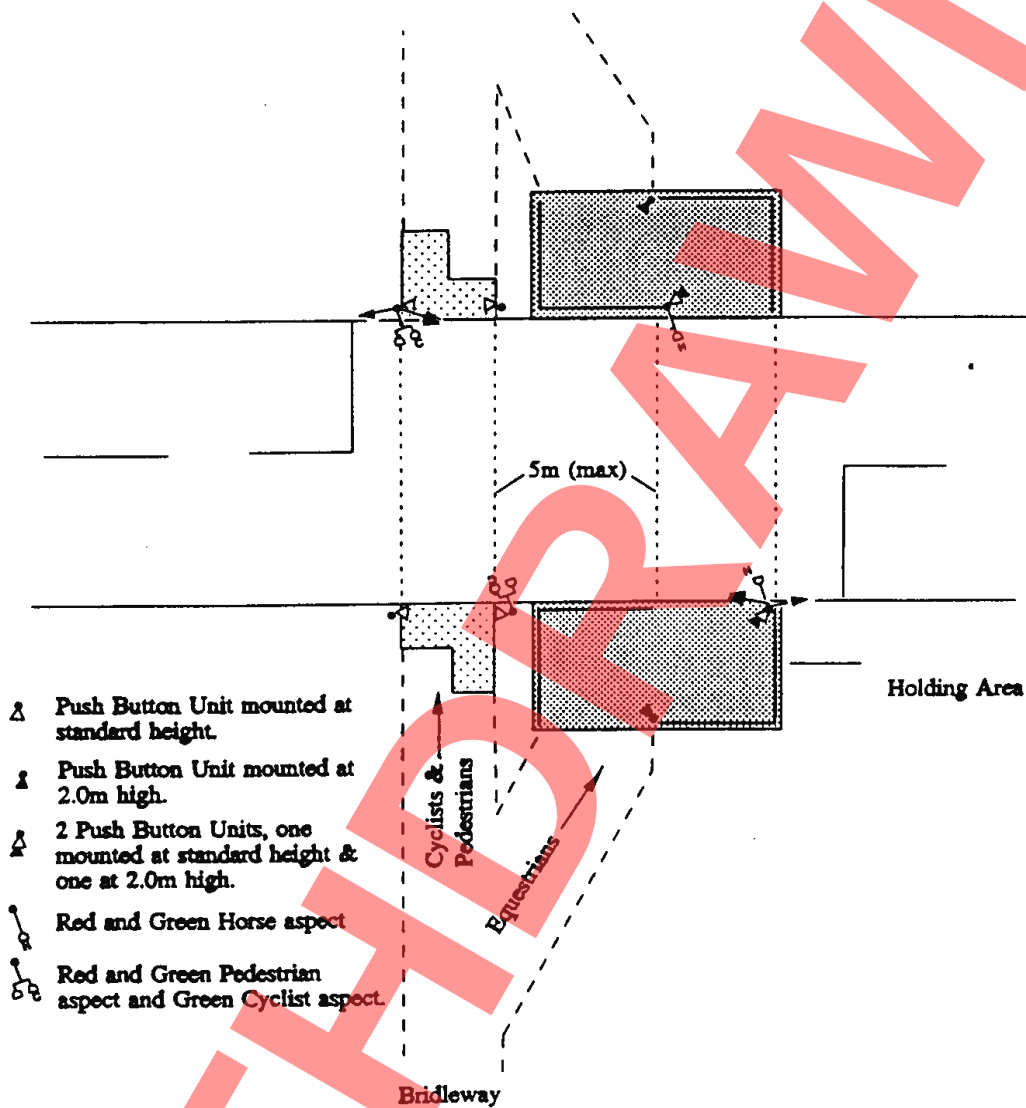 5m (max)
Holding Area
Push Button Unit mounted at
standard height.
Push Button Unit mounted at
2.0m high.
2 Push Button Units, one
mounted at standard height &
one at 2.0m high.
Red and Green Horse aspect
Red and Green Pedestrian
aspect and Green Cyclist aspect.
Cyclists &
Pedestrians
Equestrians
Bridleway
THDRAW